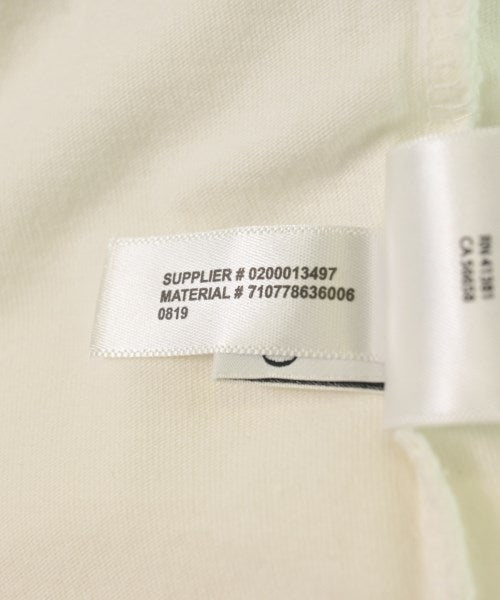 SUPPLIER # 0200013497
MATERIAL # 710778636006
0819
RN 41381
CA 56658